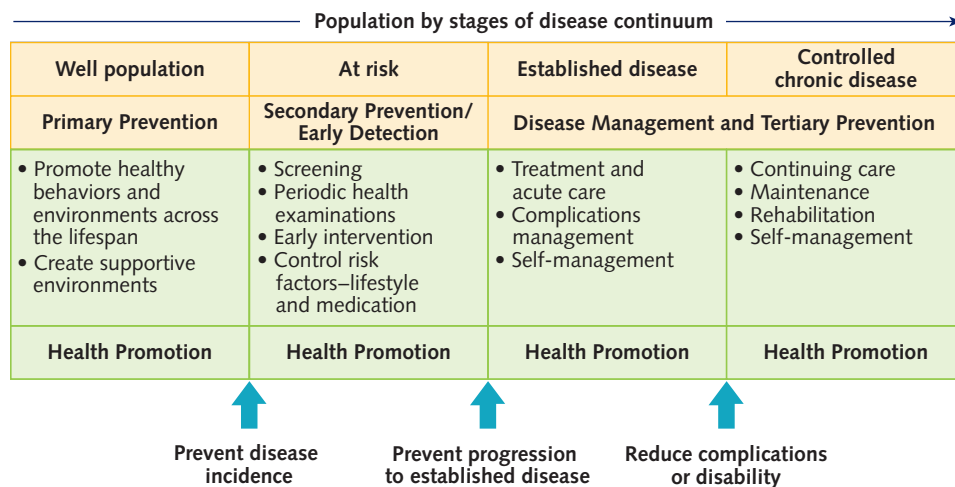 Population by stages of disease continuum
Well population
At risk
Established disease
Controlled
chronic disease
Primary Prevention
Secondary Prevention/
Early Detection
Disease Management and Tertiary Prevention
• Promote healthy
behaviors and
environments across
the lifespan
• Create supportive
environments
• Screening
• Periodic health
examinations
• Early intervention
• Control risk
factors–lifestyle
and medication
• Treatment and
acute care
• Complications
management
• Self-management
• Continuing care
• Maintenance
• Rehabilitation
• Self-management
Health Promotion
Health Promotion
Health Promotion
Health Promotion
Prevent disease
incidence
Prevent progression
to established disease
Reduce complications
or disability